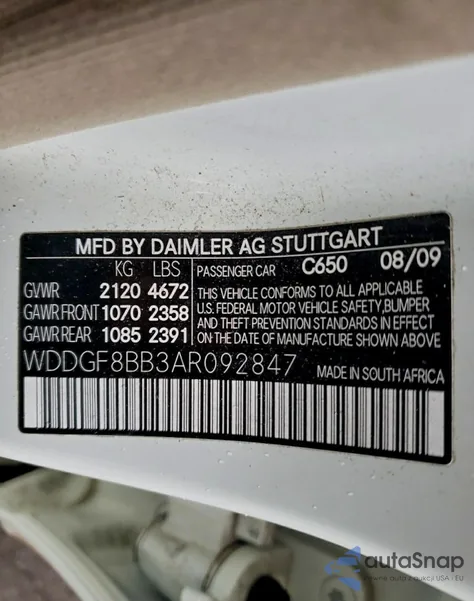 MFD BY DAIMLER AG STUTTGART
KG LBS PASSENGER CAR C650 08/09
GVWR 2120 4672 THIS VEHICLE CONFORMS TO ALL APPLICABLE
GAWR FRONT 1070 2358 U.S. FEDERAL MOTOR VEHICLE SAFETY, BUMPER
GAWR REAR 1085 2391 AND THEFT PREVENTION STANDARDS IN EFFECT
ON THE DATE OF MANUFACTURE SHOWN ABOVE
WDDGF8BB3AR092847 MADE IN SOUTH AFRICA
autaSnap